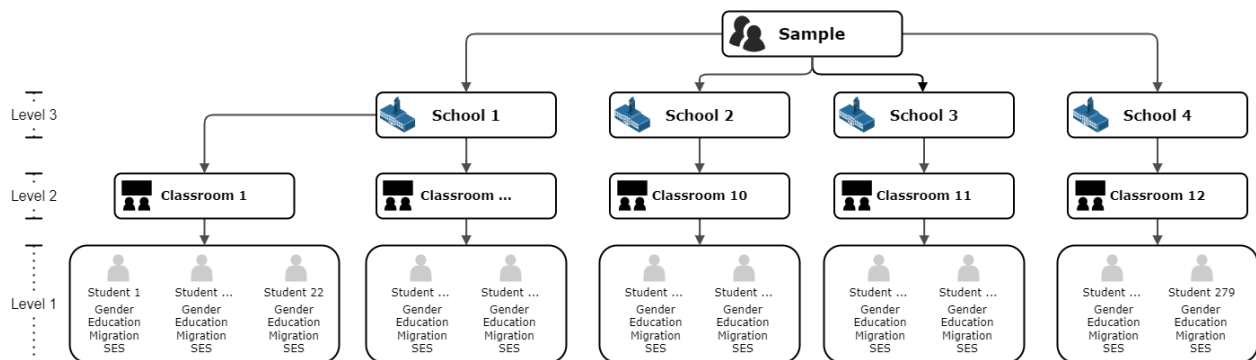 Sample
Level 3
School 1
School 2
School 3
School 4
Level 2
Classroom 1
Classroom ...
Classroom 10
Classroom 11
Classroom 12
Level 1
Student 1
Gender
Education
Migration
SES
Student ...
Gender
Education
Migration
SES
Student 22
Gender
Education
Migration
SES
Student ...
Gender
Education
Migration
SES
Student ...
Gender
Education
Migration
SES
Student ...
Gender
Education
Migration
SES
Student ...
Gender
Education
Migration
SES
Student ...
Gender
Education
Migration
SES
Student ...
Gender
Education
Migration
SES
Student ...
Gender
Education
Migration
SES
Student 279
Gender
Education
Migration
SES